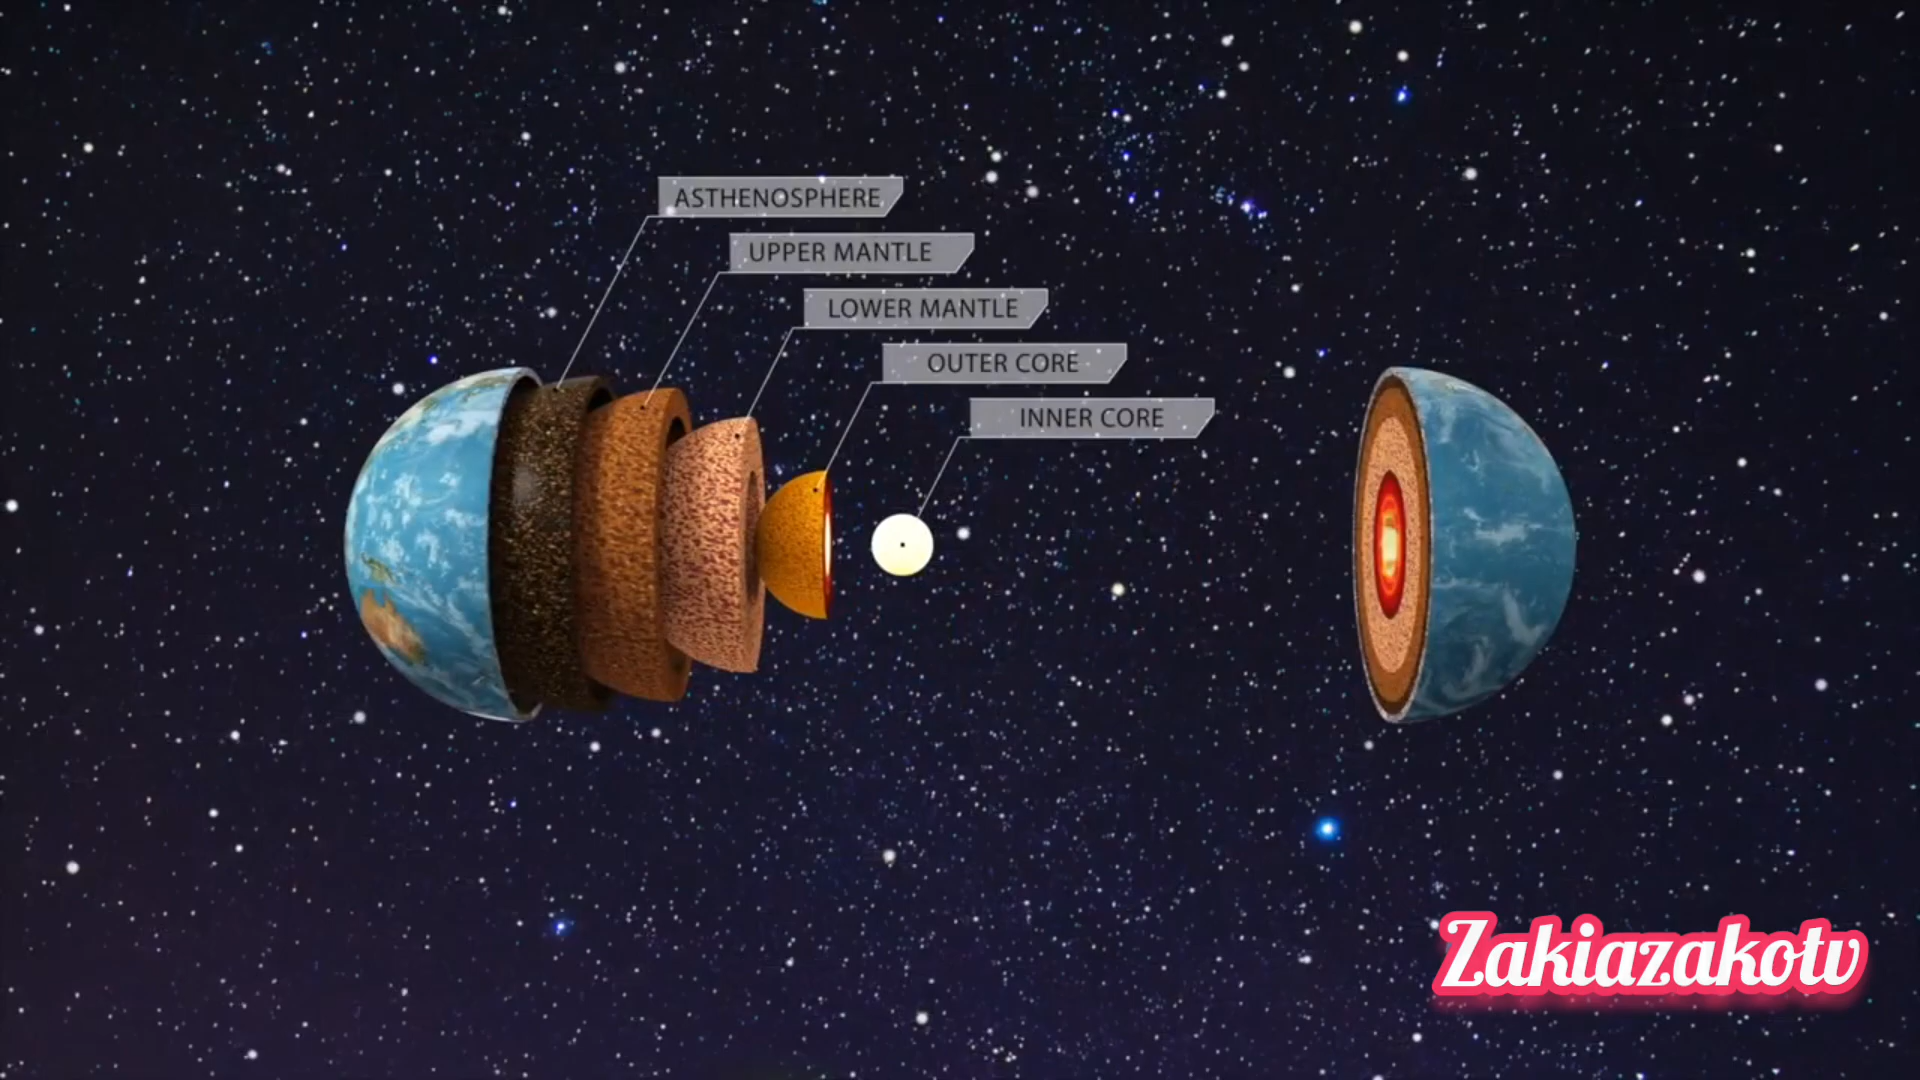 ASTHENOSPHERE
UPPER MANTLE
LOWER MANTLE
OUTER CORE
INNER CORE
Zakiazakotv